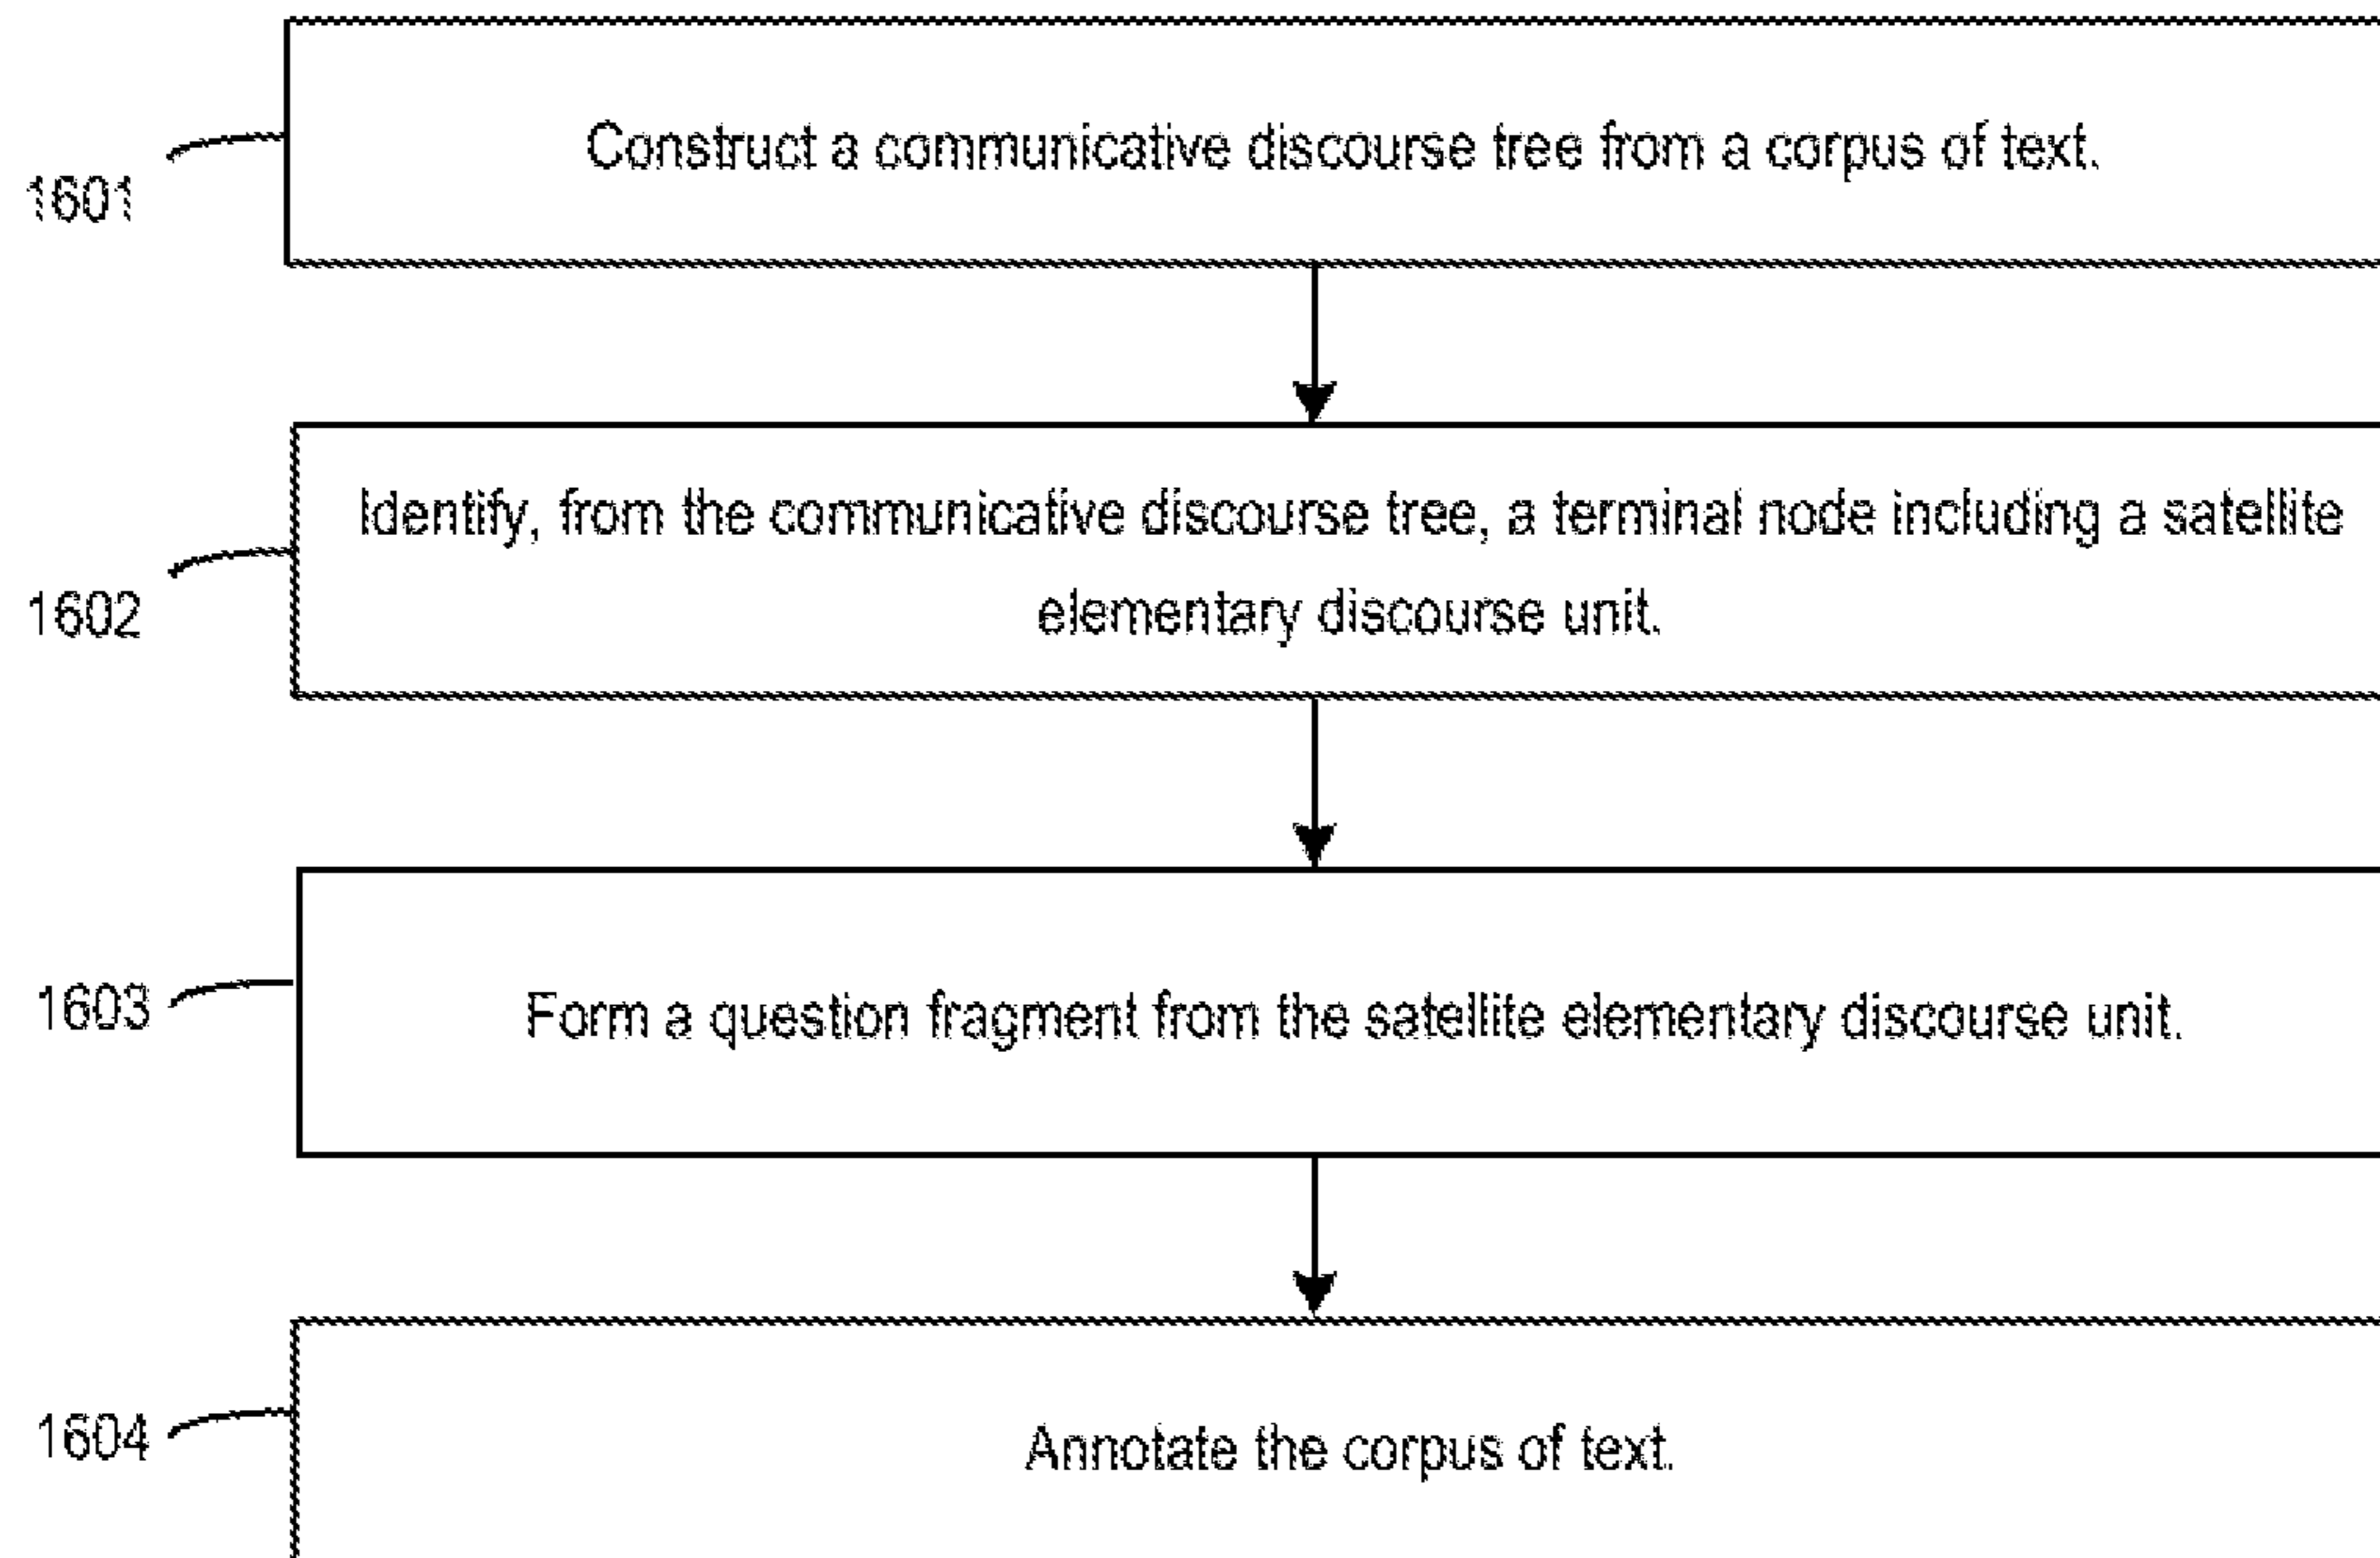 Construct a communicative discourse tree from a corpus of text.
1601
Identify, from the communicative discourse tree, a terminal node including a satellite
elementary discourse unit.
1602
Form a question fragment from the satellite elementary discourse unit.
1603
Annotate the corpus of text.
1604